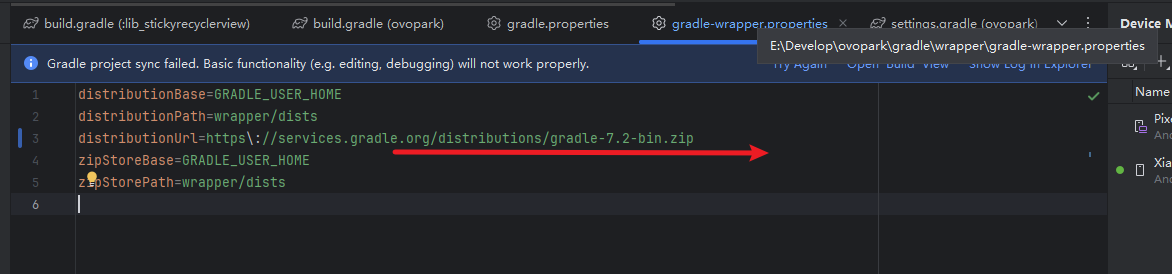 build.gradle (:lib_stickyrecyclerview)
build.gradle (ovopark)
gradle.properties
gradle-wrapper.properties
settings.gradle (ovopark)
Device M
E:\Develop\ovopark\gradle\wrapper\gradle-wrapper.properties
Gradle project sync failed. Basic functionality (e.g. editing, debugging) will not work properly.
Try Again
Open 'Build' View
Show Log in Explorer
Name
1 distributionBase=GRADLE_USER_HOME
2 distributionPath=wrapper/dists
3 distributionUrl=https\://services.gradle.org/distributions/gradle-7.2-bin.zip
4 zipStoreBase=GRADLE_USER_HOME
5 zipStorePath=wrapper/dists
6
Pixe
And
Xia
And